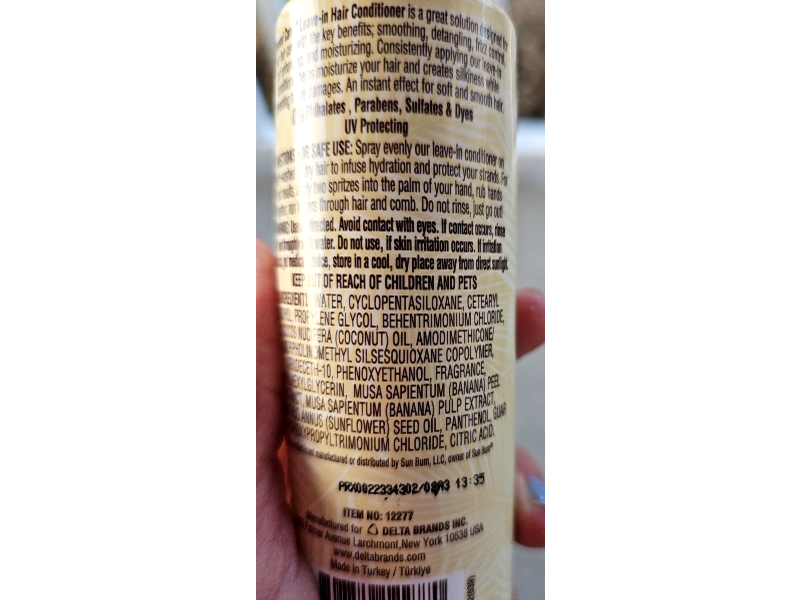 Leave-in Hair Conditioner is a great solution designed for
the key benefits; smoothing, detangling, frizz control,
and moisturizing. Consistently applying our leave-in
moisturize your hair and creates silkiness while
damages. An instant effect for soft and smooth hair.
Phthalates, Parabens, Sulfates & Dyes
UV Protecting
SAFE USE: Spray evenly our leave-in conditioner on
dry hair to infuse hydration and protect your strands. For
two spritzes into the palm of your hand, rub hands
through hair and comb. Do not rinse, just go out!
Avoid contact with eyes. If contact occurs, rinse
water. Do not use, if skin irritation occurs. If irritation
store in a cool, dry place away from direct sunlight.
KEEP OUT OF REACH OF CHILDREN AND PETS
WATER, CYCLOPENTASILOXANE, CETEARYL
PROPYLENE GLYCOL, BEHENTRIMONIUM CHLORIDE,
NUCIFERA (COCONUT) OIL, AMODIMETHICONE/
METHYL SILSESQUIOXANE COPOLYMER,
PHENOXYETHANOL, FRAGRANCE,
MUSA SAPIENTUM (BANANA) PEEL
MUSA SAPIENTUM (BANANA) PULP EXTRACT,
(SUNFLOWER) SEED OIL, PANTHENOL, GUAR
CHLORIDE, CITRIC ACID.
not manufactured or distributed by Sun Bum, LLC, owner of Sun Bum®
13:35
ITEM NO: 12277
Manufactured for DELTA BRANDS INC.
Palmer Avenue Larchmont, New York 10538 USA
www.deltabrands.com
Made in Turkey / Türkiye